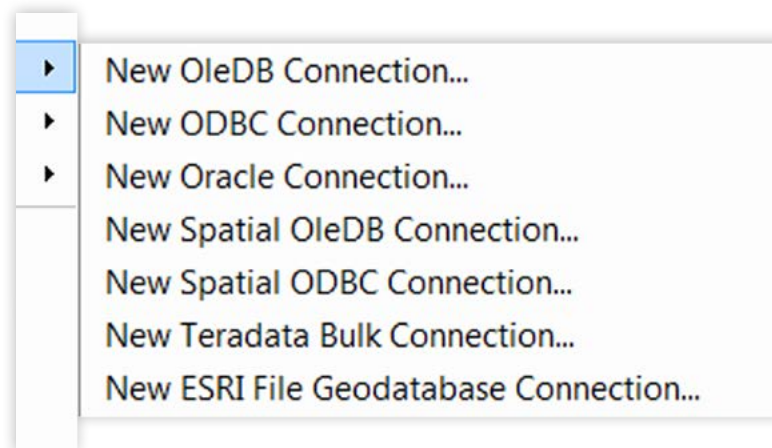 New OleDB Connection...
New ODBC Connection...
New Oracle Connection...
New Spatial OleDB Connection...
New Spatial ODBC Connection...
New Teradata Bulk Connection...
New ESRI File Geodatabase Connection...